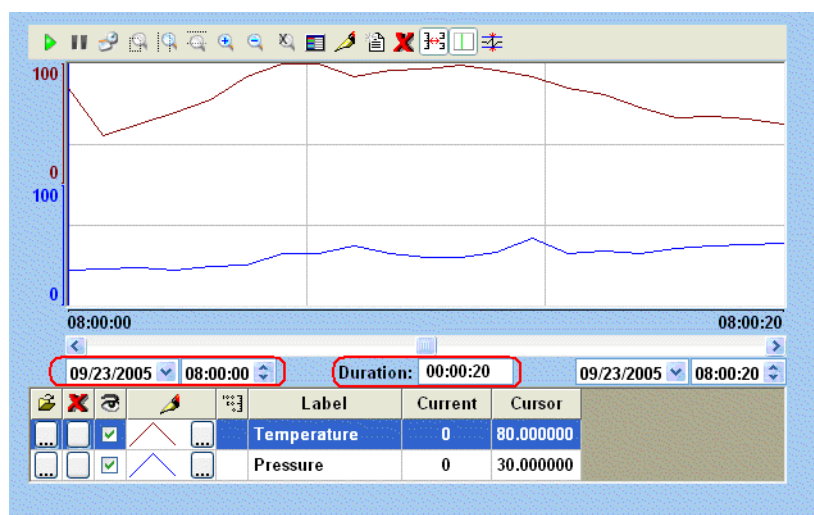 100
0
100
0
08:00:00 08:00:20
09/23/2005 08:00:00 Duration: 00:00:20 09/23/2005 08:00:20
Label Current Cursor
... Temperature 0 80.000000
... Pressure 0 30.000000